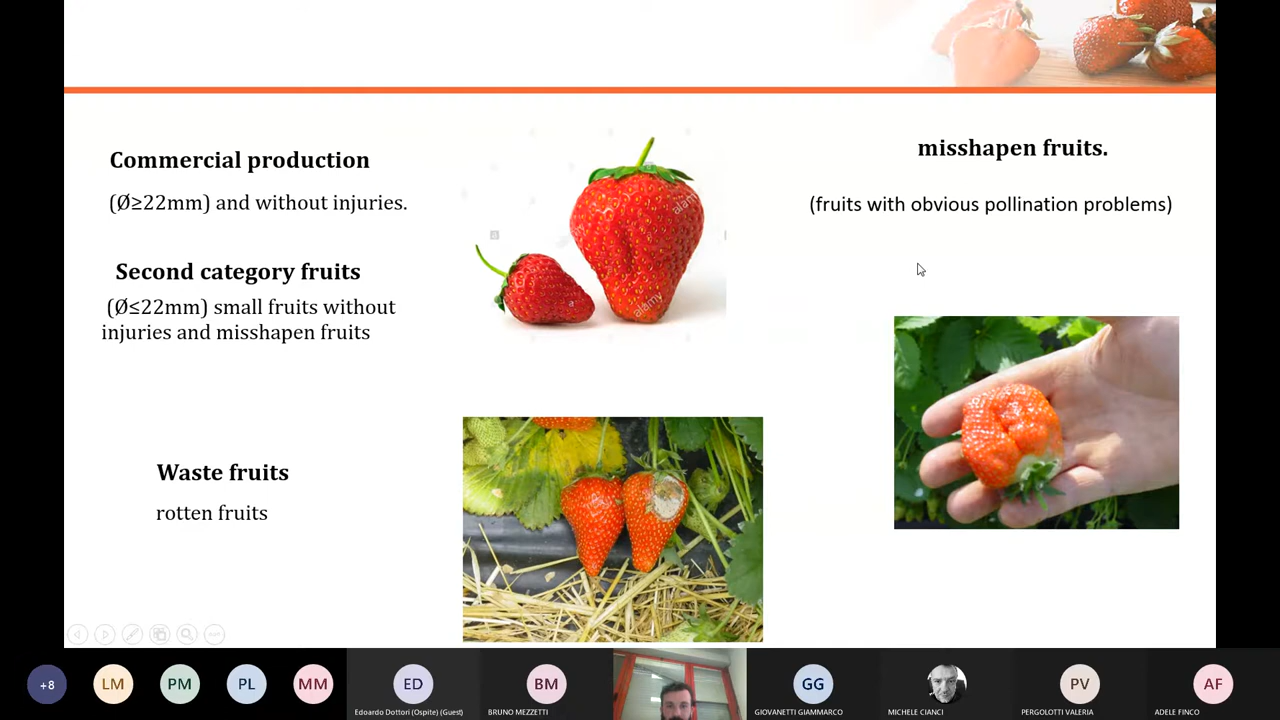 Commercial production
(Ø≥22mm) and without injuries.
Second category fruits
(Ø≤22mm) small fruits without
injuries and misshapen fruits
Waste fruits
rotten fruits
misshapen fruits.
(fruits with obvious pollination problems)
alamy
alamy
a
+8
LM
PM
PL
MM
ED
Edoardo Dottori (Ospite) (Guest)
BM
BRUNO MEZZETTI
GG
GIOVANETTI GIAMMARCO
MICHELE CIANCI
PV
PERGOLOTTI VALERIA
AF
ADELE FINCO